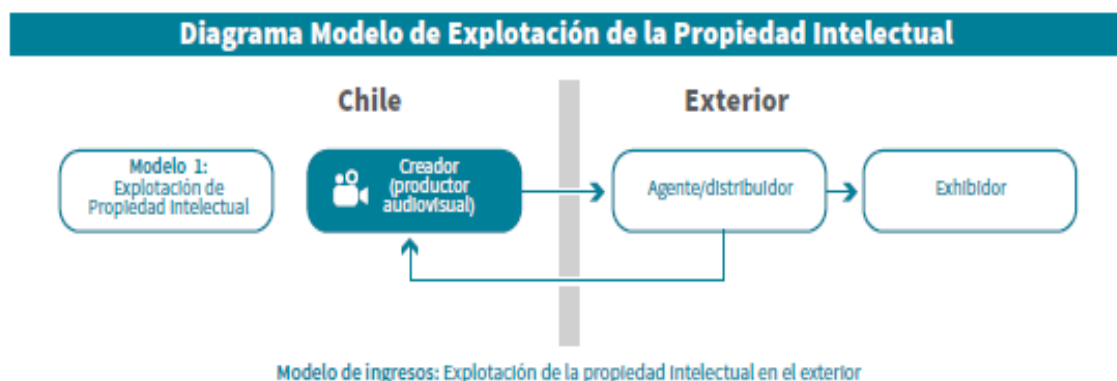 Diagrama Modelo de Explotación de la Propiedad Intelectual
Chile
Exterior
Modelo 1:
Explotación de
Propiedad Intelectual
Creador
(productor
audiovisual)
Agente/distribuidor
Exhibidor
Modelo de ingresos: Explotación de la propiedad intelectual en el exterior